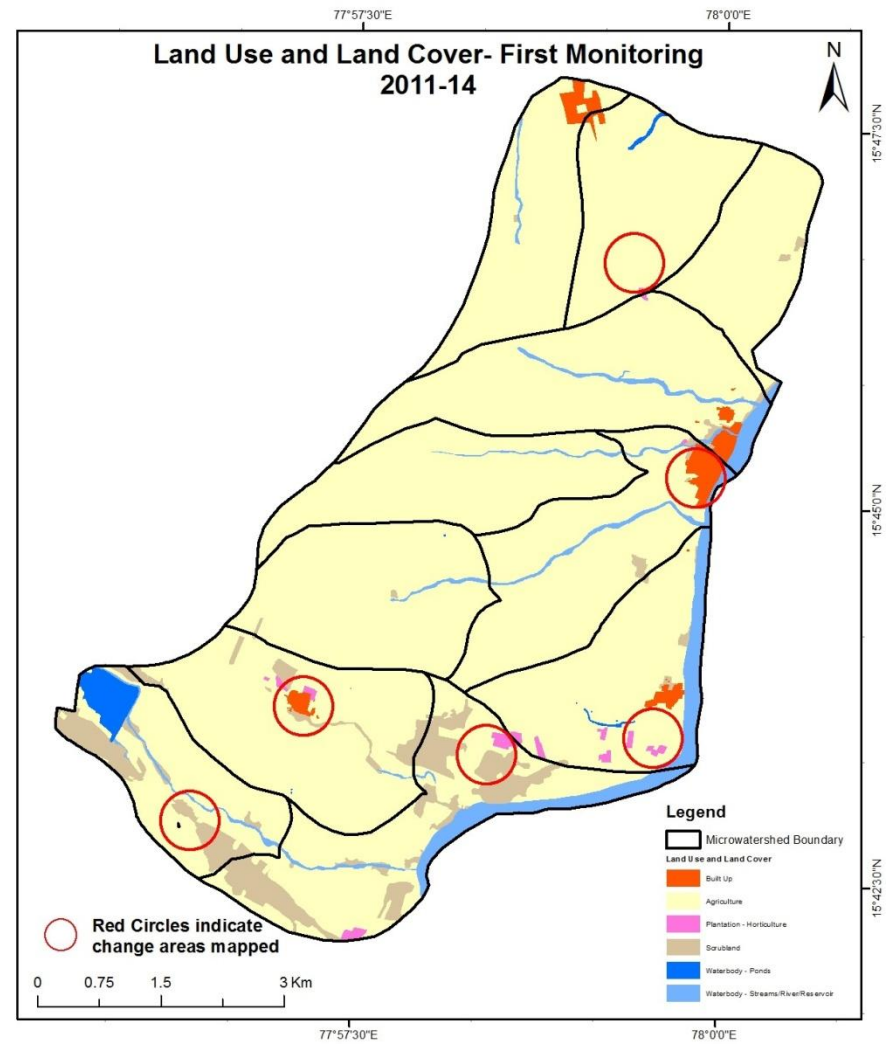 77°57'30"E
78°0'0"E
Land Use and Land Cover- First Monitoring
2011-14
N
15°47'30"N
15°45'0"N
15°42'30"N
Legend
Microwatershed Boundary
Land Use and Land Cover
Built Up
Agriculture
Plantation - Horticulture
Scrubland
Waterbody - Ponds
Waterbody - Streams/River/Reservoir
Red Circles indicate
change areas mapped
0 0.75 1.5 3 Km
77°57'30"E
78°0'0"E